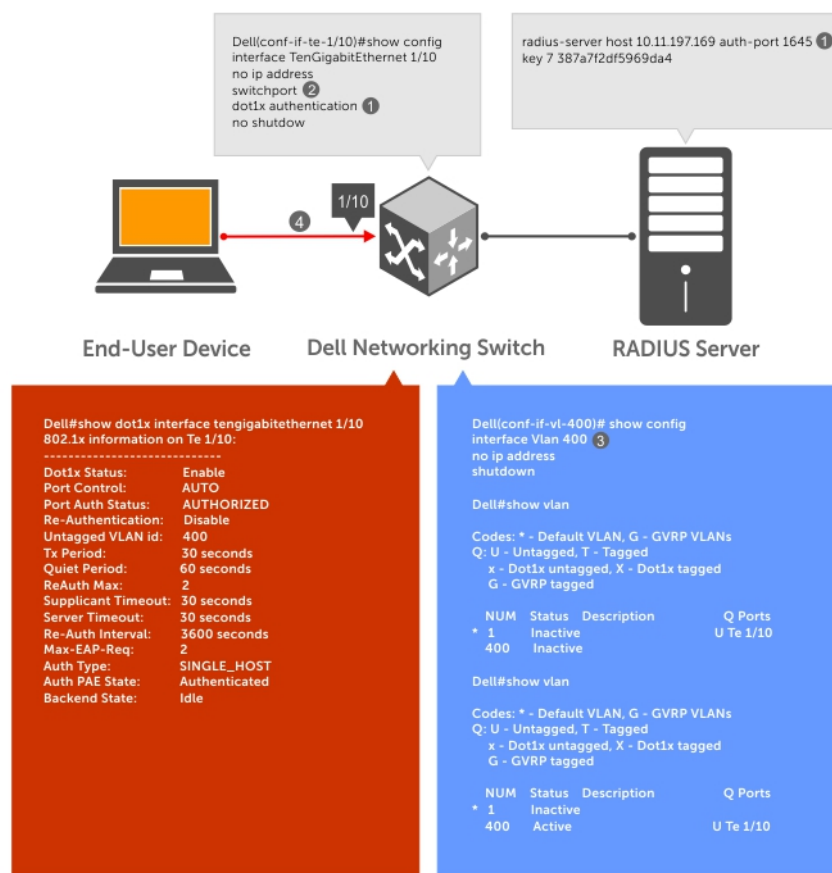 Dell(conf-if-te-1/10)#show config
interface TenGigabitEthernet 1/10
no ip address
switchport 2
dot1x authentication 1
no shutdow
radius-server host 10.11.197.169 auth-port 1645 1
key 7 387a7f2df5969da4
4
1/10
End-User Device
Dell Networking Switch
RADIUS Server
Dell#show dot1x interface tengigabitethernet 1/10
802.1x information on Te 1/10:
-----------------------------
Dot1x Status: Enable
Port Control: AUTO
Port Auth Status: AUTHORIZED
Re-Authentication: Disable
Untagged VLAN id: 400
Tx Period: 30 seconds
Quiet Period: 60 seconds
ReAuth Max: 2
Supplicant Timeout: 30 seconds
Server Timeout: 30 seconds
Re-Auth Interval: 3600 seconds
Max-EAP-Req: 2
Auth Type: SINGLE_HOST
Auth PAE State: Authenticated
Backend State: Idle
Dell(conf-if-vl-400)# show config
interface Vlan 400 3
no ip address
shutdown
Dell#show vlan
Codes: * - Default VLAN, G - GVRP VLANs
Q: U - Untagged, T - Tagged
x - Dot1x untagged, X - Dot1x tagged
G - GVRP tagged
NUM Status Description Q Ports
* 1 Inactive U Te 1/10
400 Inactive
Dell#show vlan
Codes: * - Default VLAN, G - GVRP VLANs
Q: U - Untagged, T - Tagged
x - Dot1x untagged, X - Dot1x tagged
G - GVRP tagged
NUM Status Description Q Ports
* 1 Inactive
400 Active U Te 1/10